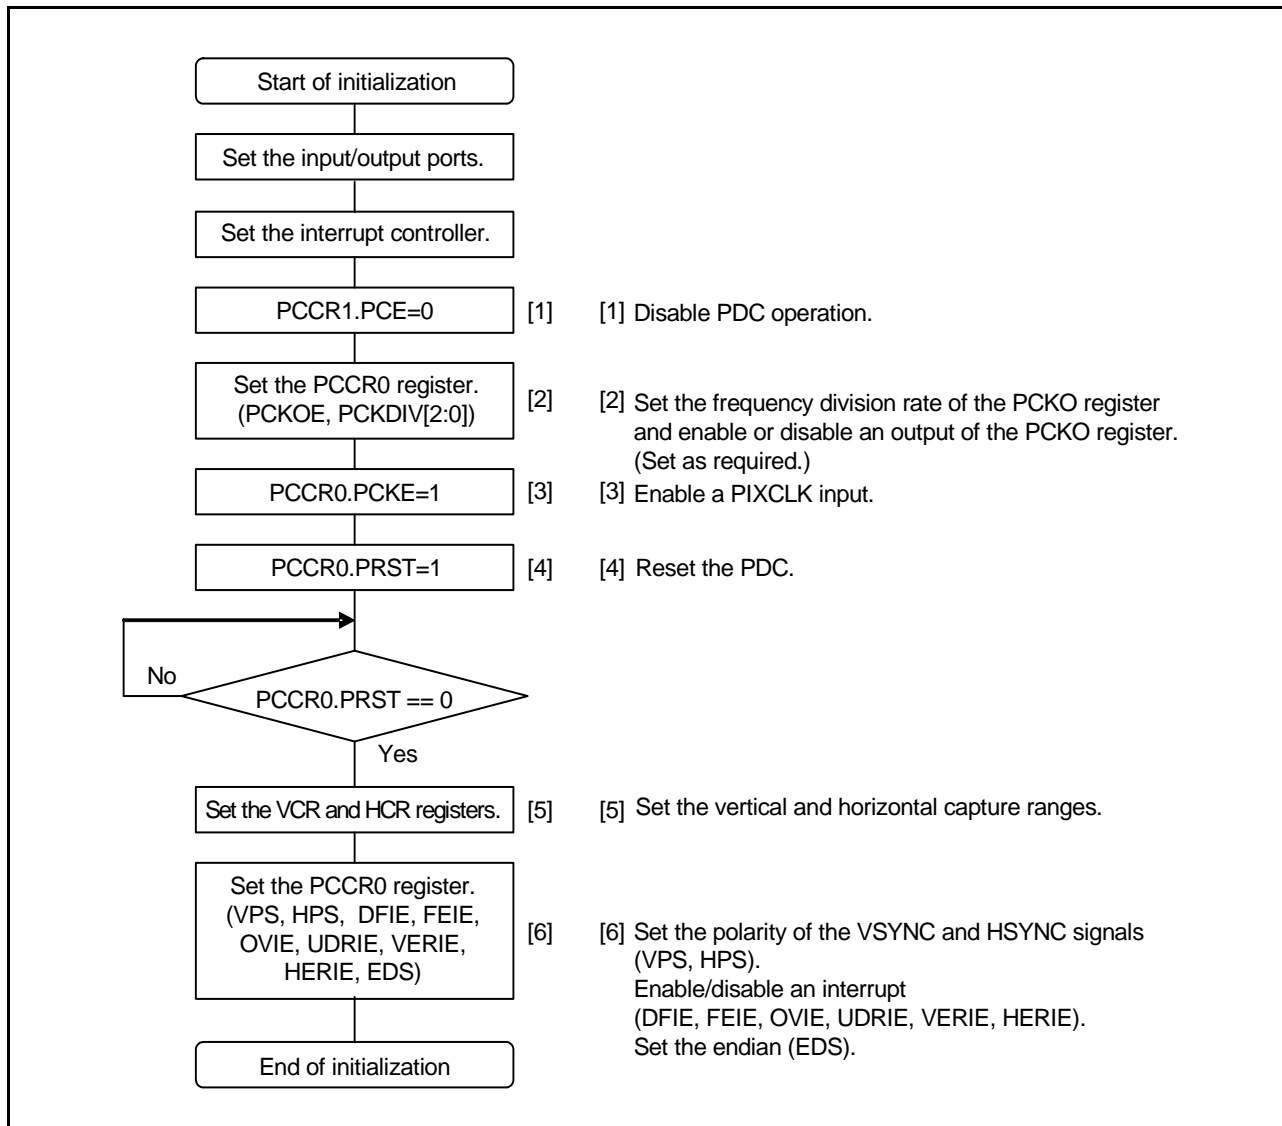 Start of initialization
Set the input/output ports.
Set the interrupt controller.
PCCR1.PCE=0 [1] [1] Disable PDC operation.
Set the PCCR0 register.
(PCKOE, PCKDIV[2:0])
[2] [2] Set the frequency division rate of the PCKO register
and enable or disable an output of the PCKO register.
(Set as required.)
PCCR0.PCKE=1 [3] [3] Enable a PIXCLK input.
PCCR0.PRST=1 [4] [4] Reset the PDC.
No
PCCR0.PRST == 0
Yes
Set the VCR and HCR registers. [5] [5] Set the vertical and horizontal capture ranges.
Set the PCCR0 register.
(VPS, HPS, DFIE, FEIE,
OVIE, UDRIE, VERIE,
HERIE, EDS)
[6] [6] Set the polarity of the VSYNC and HSYNC signals
(VPS, HPS).
Enable/disable an interrupt
(DFIE, FEIE, OVIE, UDRIE, VERIE, HERIE).
Set the endian (EDS).
End of initialization